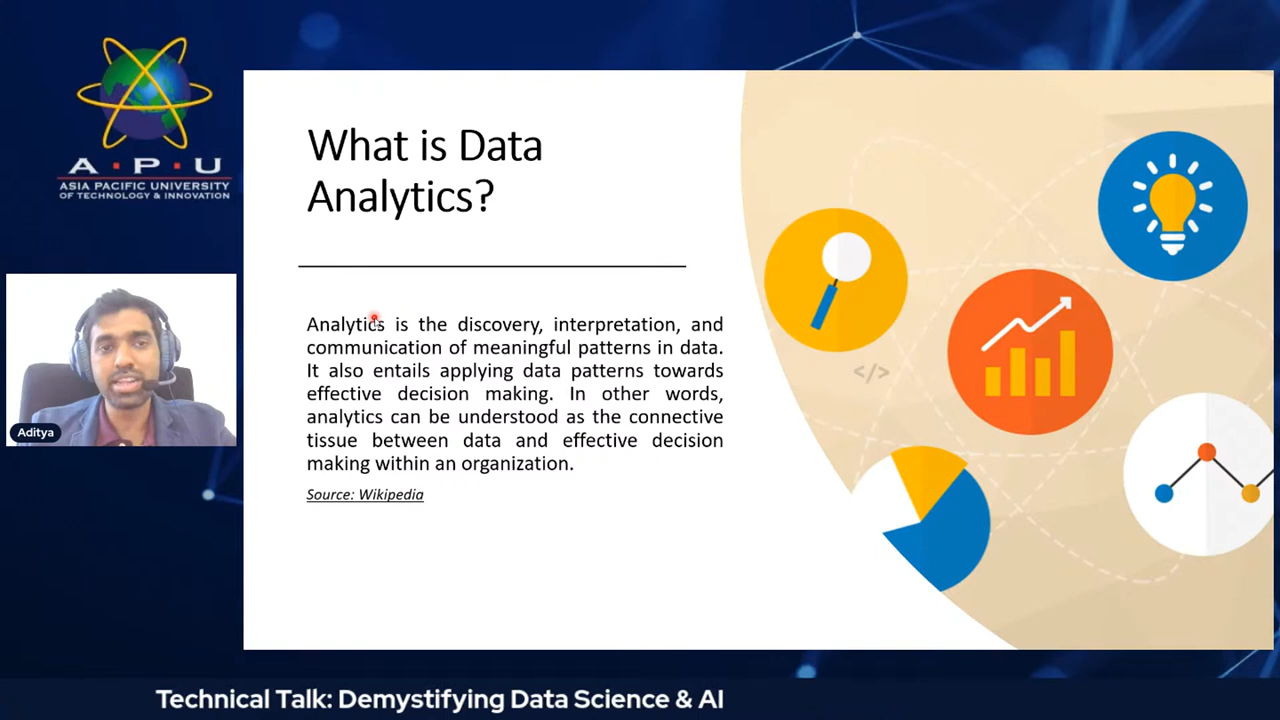 A · P · U
ASIA PACIFIC UNIVERSITY
OF TECHNOLOGY & INNOVATION
What is Data
Analytics?
Analytics is the discovery, interpretation, and
communication of meaningful patterns in data.
It also entails applying data patterns towards
effective decision making. In other words,
analytics can be understood as the connective
tissue between data and effective decision
making within an organization.
Source: Wikipedia
</>
Aditya
Technical Talk: Demystifying Data Science & AI